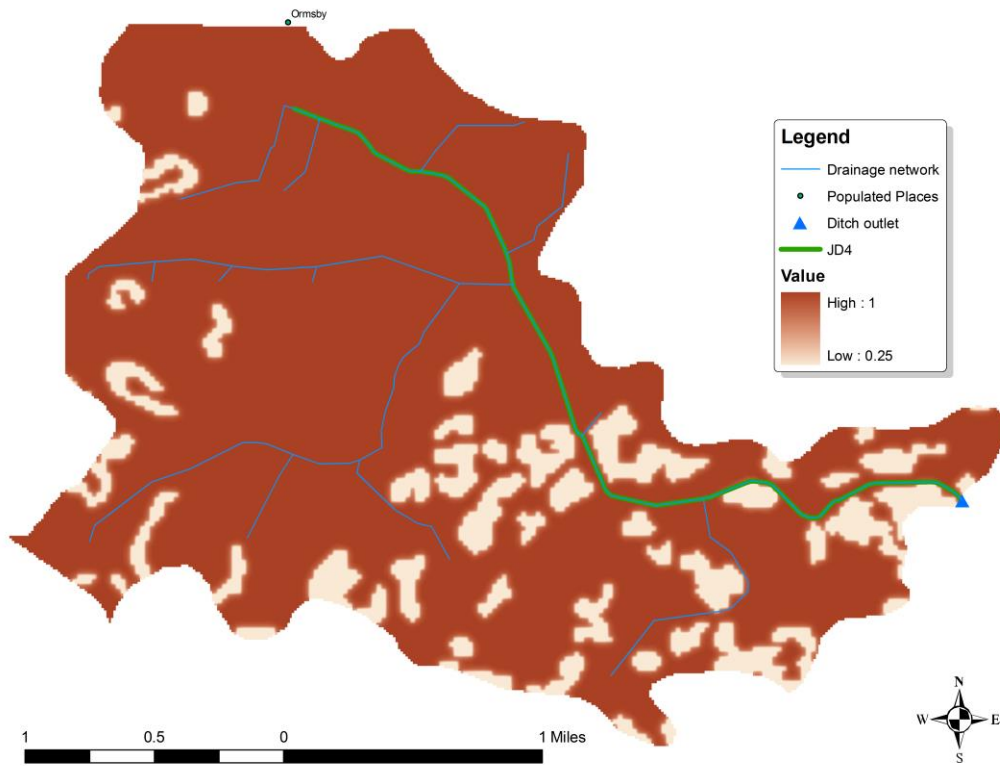 Ormsby
Legend
Drainage network
Populated Places
Ditch outlet
JD4
Value
High : 1
Low : 0.25
N
W E
S
1 0.5 0 1 Miles